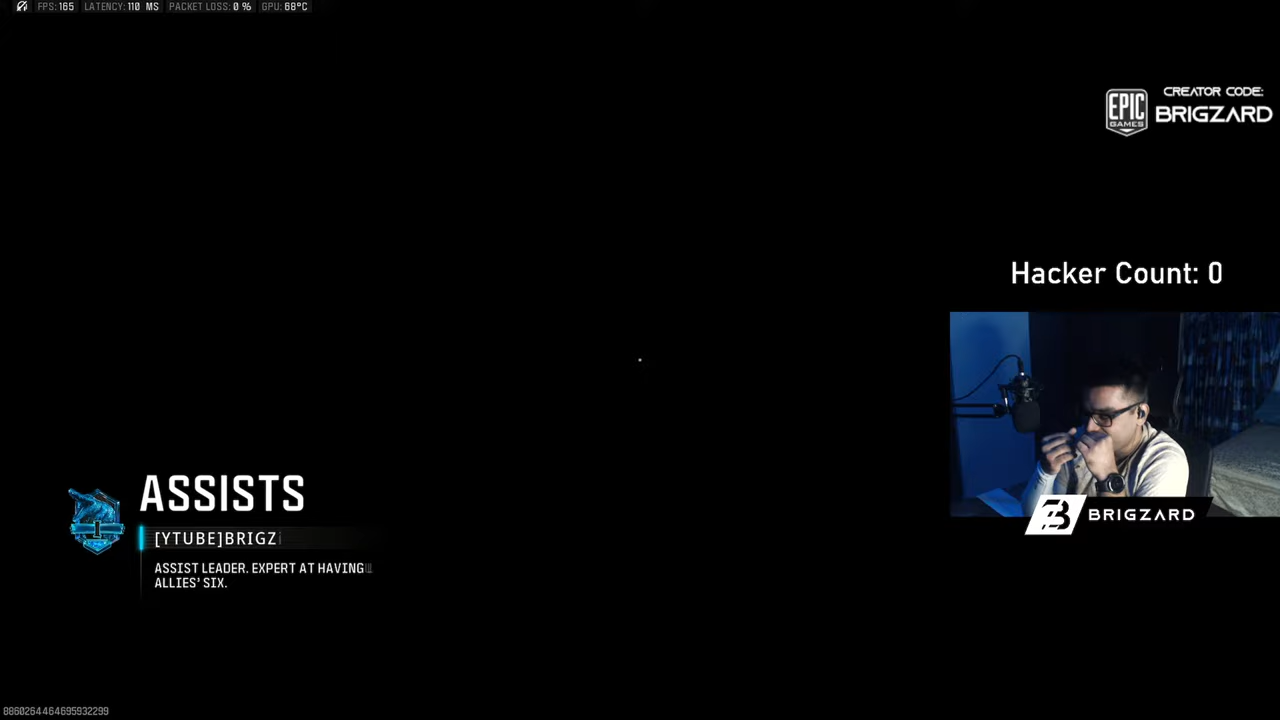 FPS: 165 LATENCY: 110 MS PACKET LOSS: 0 % GPU: 68°C
CREATOR CODE:
EPIC
GAMES
BRIGZARD
Hacker Count: 0
BRIGZARD
ASSISTS
[YTUBE]BRIGZ
ASSIST LEADER. EXPERT AT HAVING
ALLIES' SIX.
8860264464695932299